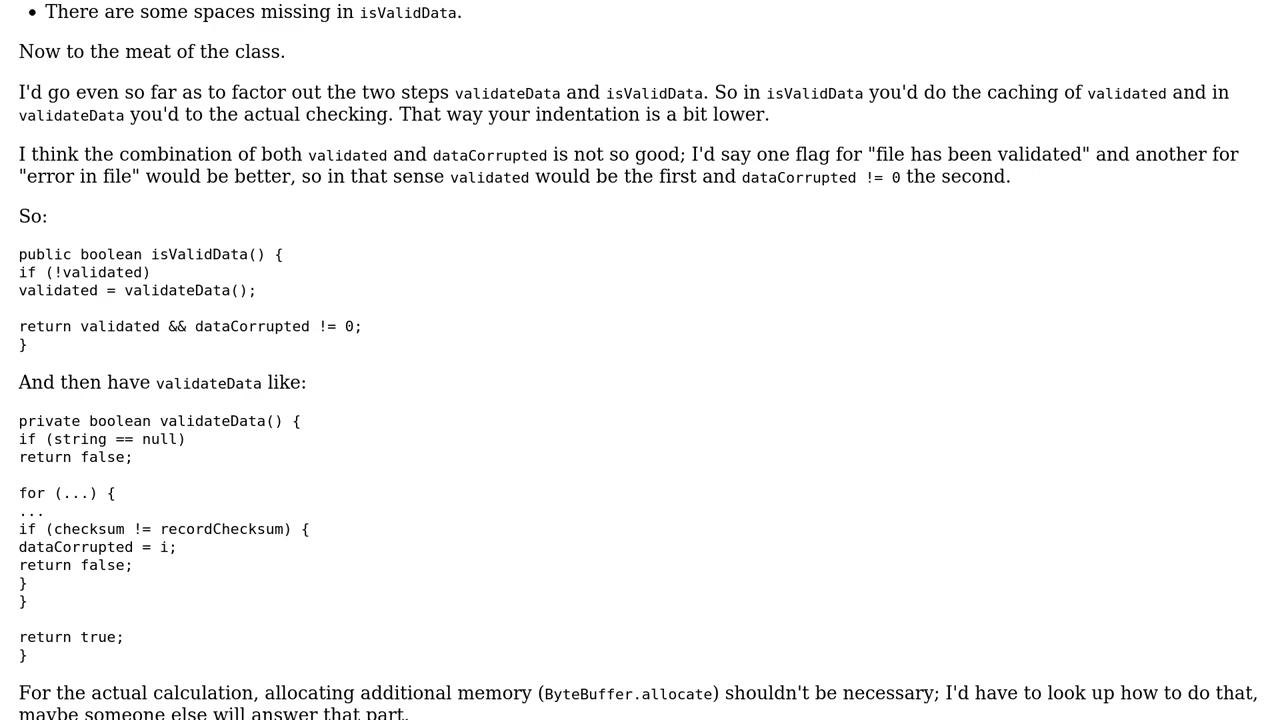 • There are some spaces missing in isValidData.
Now to the meat of the class.
I'd go even so far as to factor out the two steps validateData and isValidData. So in isValidData you'd do the caching of validated and in
validateData you'd to the actual checking. That way your indentation is a bit lower.
I think the combination of both validated and dataCorrupted is not so good; I'd say one flag for "file has been validated" and another for
"error in file" would be better, so in that sense validated would be the first and dataCorrupted != 0 the second.
So:
public boolean isValidData() {
if (!validated)
validated = validateData();
return validated && dataCorrupted != 0;
}
And then have validateData like:
private boolean validateData() {
if (string == null)
return false;
for (...) {
...
if (checksum != recordChecksum) {
dataCorrupted = i;
return false;
}
}
return true;
}
For the actual calculation, allocating additional memory (ByteBuffer.allocate) shouldn't be necessary; I'd have to look up how to do that,
maybe someone else will answer that part.